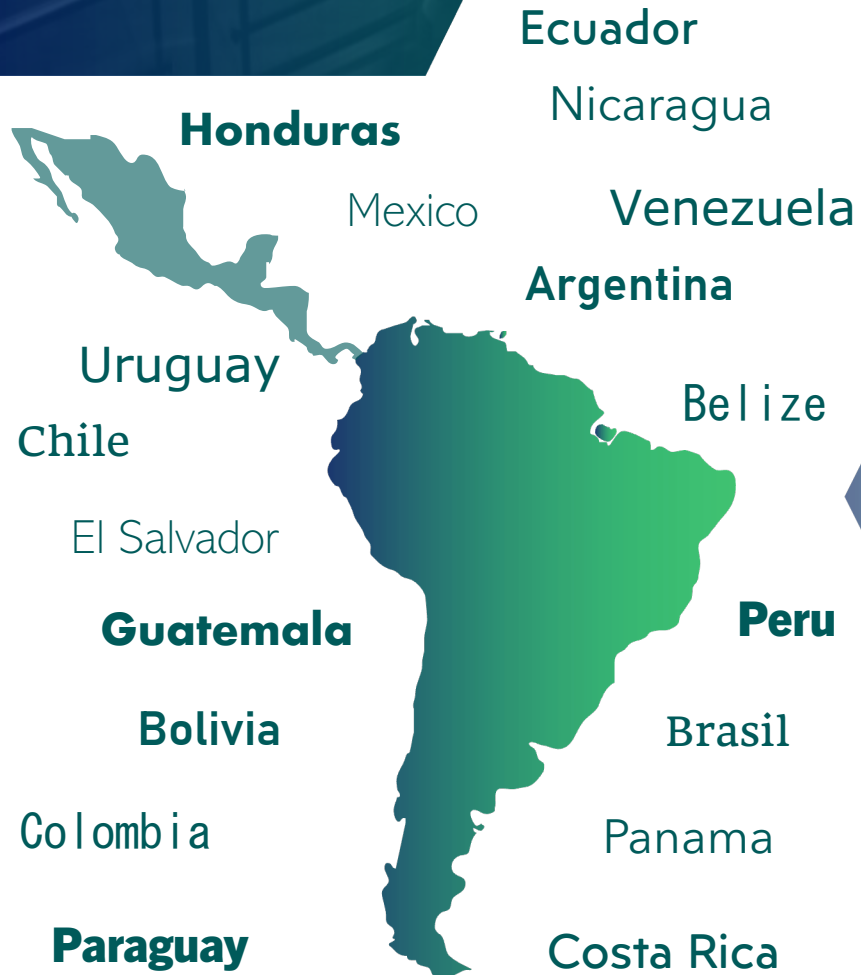 Ecuador
Nicaragua
Honduras
Mexico
Venezuela
Argentina
Uruguay
Belize
Chile
El Salvador
Guatemala
Peru
Bolivia
Brasil
Colombia
Panama
Paraguay
Costa Rica